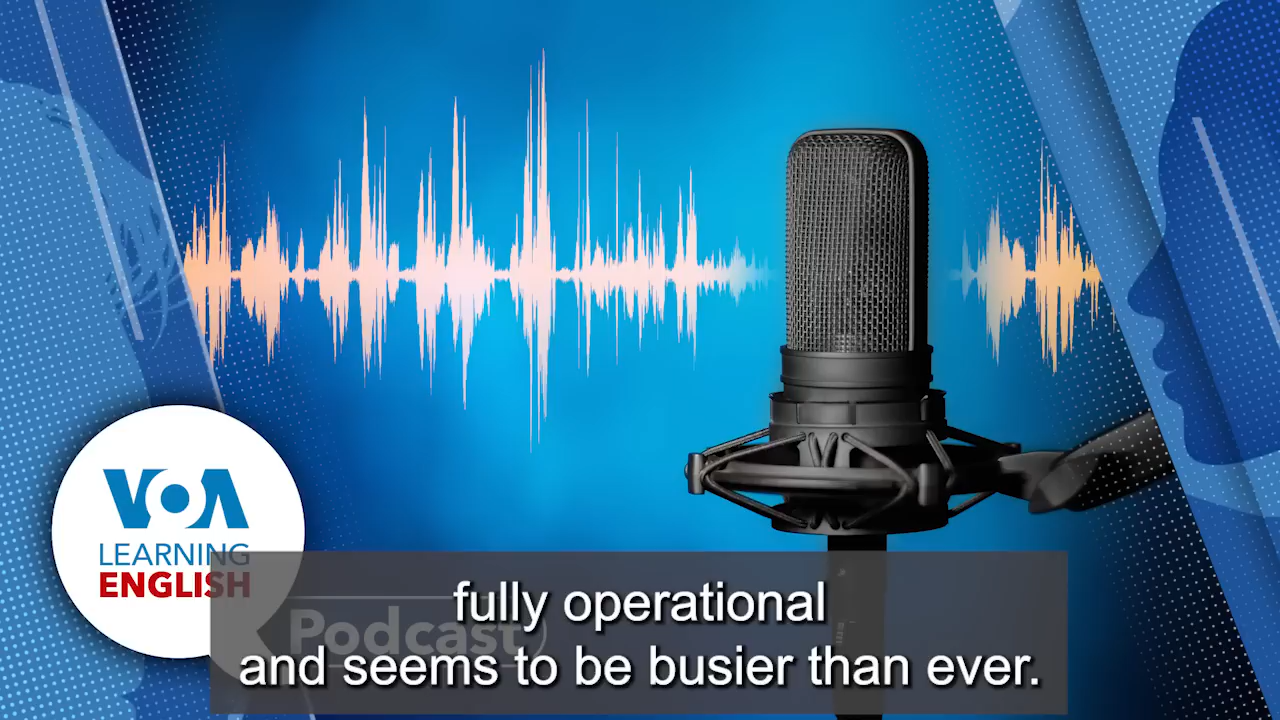 VOA
LEARNING
ENGLISH
Podcast
fully operational
and seems to be busier than ever.